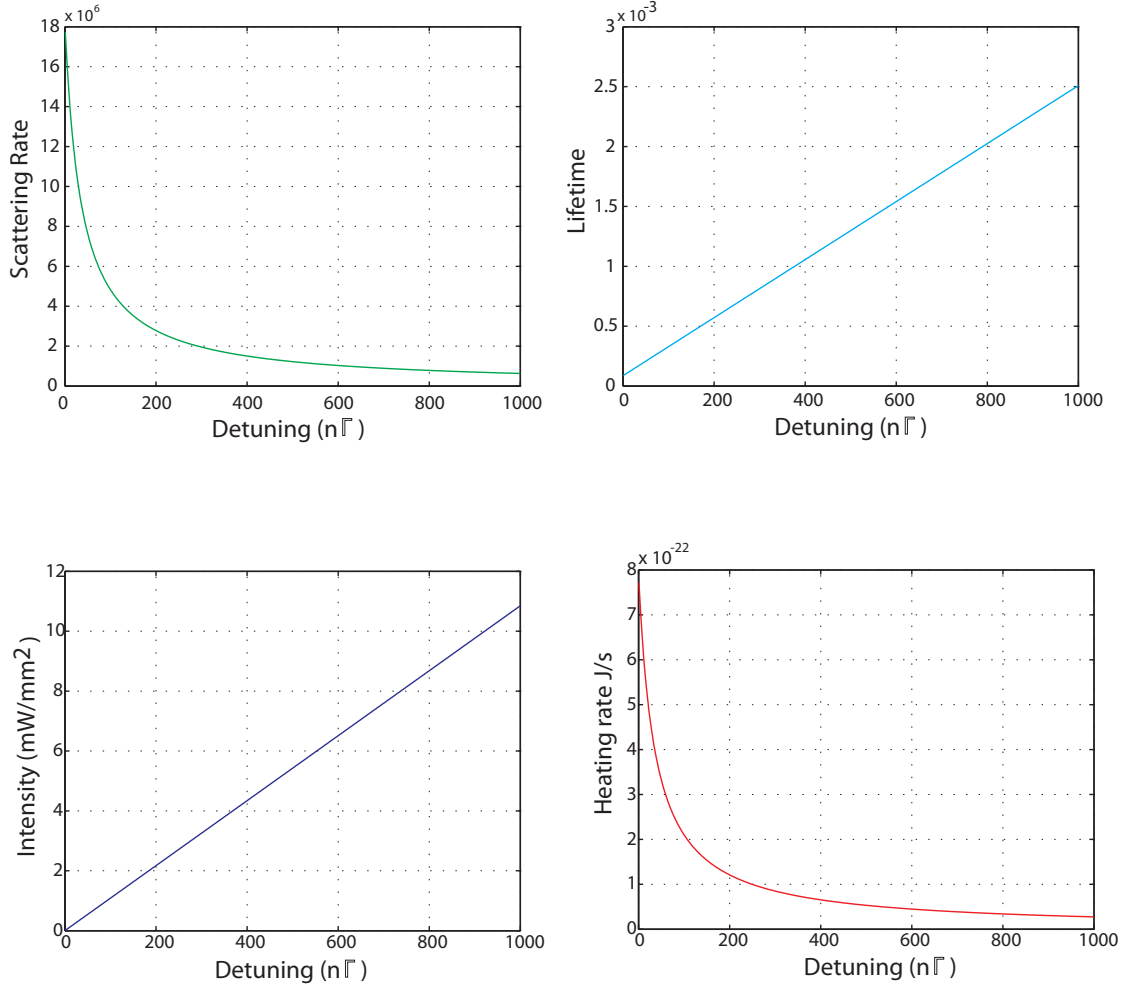 x 10⁶
18
16
14
12
10
8
6
4
2
0
0 200 400 600 800 1000
Scattering Rate
Detuning (nΓ)
x 10⁻³
3
2.5
2
1.5
1
0.5
0
0 200 400 600 800 1000
Lifetime
Detuning (nΓ)
12
10
8
6
4
2
0
0 200 400 600 800 1000
Intensity (mW/mm2)
Detuning (nΓ)
x 10⁻²²
8
7
6
5
4
3
2
1
0
0 200 400 600 800 1000
Heating rate J/s
Detuning (nΓ)